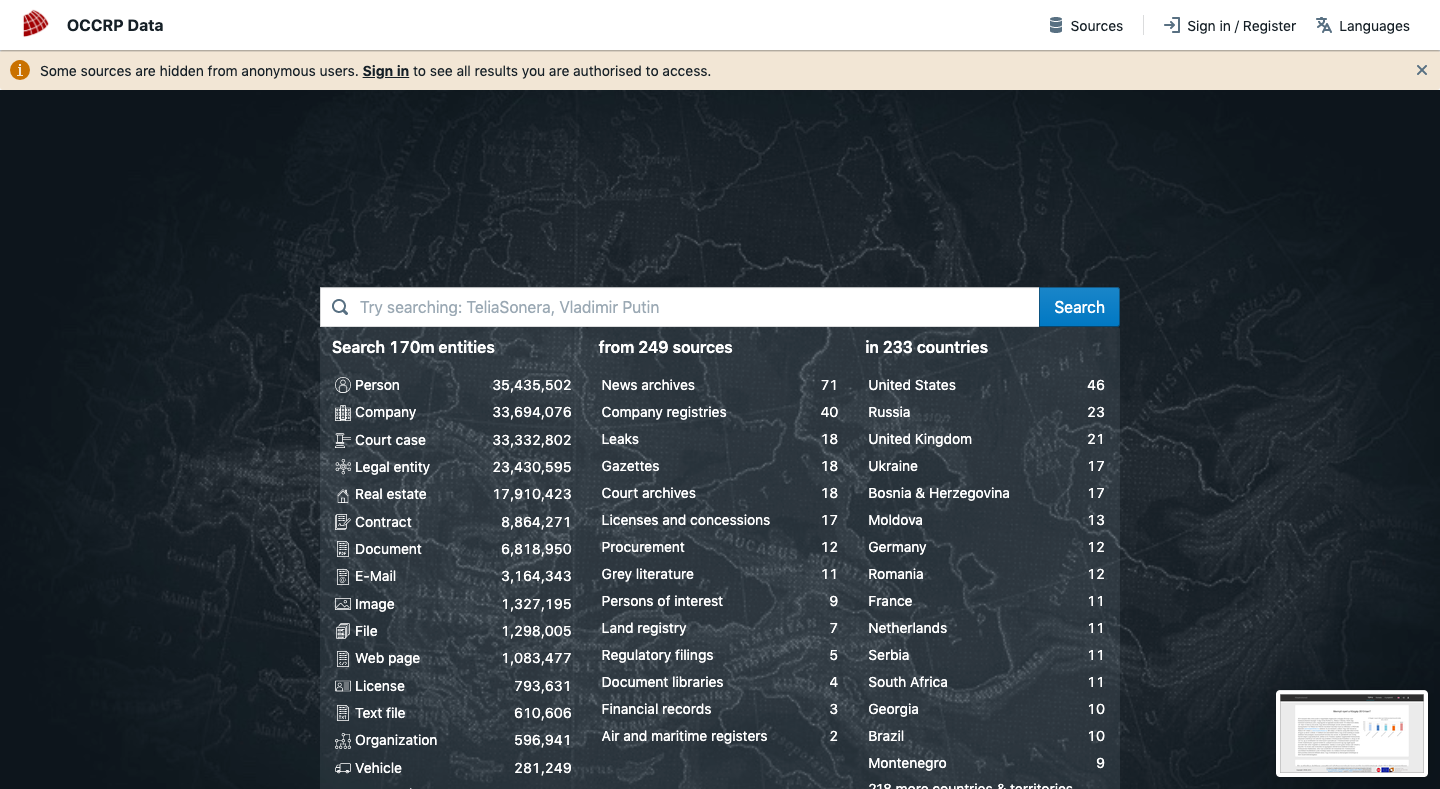 OCCRP Data
Sources
Sign in / Register
Languages
Some sources are hidden from anonymous users. Sign in to see all results you are authorised to access.
Try searching: TeliaSonera, Vladimir Putin
Search
Search 170m entities
Person 35,435,502
Company 33,694,076
Court case 33,332,802
Legal entity 23,430,595
Real estate 17,910,423
Contract 8,864,271
Document 6,818,950
E-Mail 3,164,343
Image 1,327,195
File 1,298,005
Web page 1,083,477
License 793,631
Text file 610,606
Organization 596,941
Vehicle 281,249
from 249 sources
News archives 71
Company registries 40
Leaks 18
Gazettes 18
Court archives 18
Licenses and concessions 17
Procurement 12
Grey literature 11
Persons of interest 9
Land registry 7
Regulatory filings 5
Document libraries 4
Financial records 3
Air and maritime registers 2
in 233 countries
United States 46
Russia 23
United Kingdom 21
Ukraine 17
Bosnia & Herzegovina 17
Moldova 13
Germany 12
Romania 12
France 11
Netherlands 11
Serbia 11
South Africa 11
Georgia 10
Brazil 10
Montenegro 9
218 more countries & territories